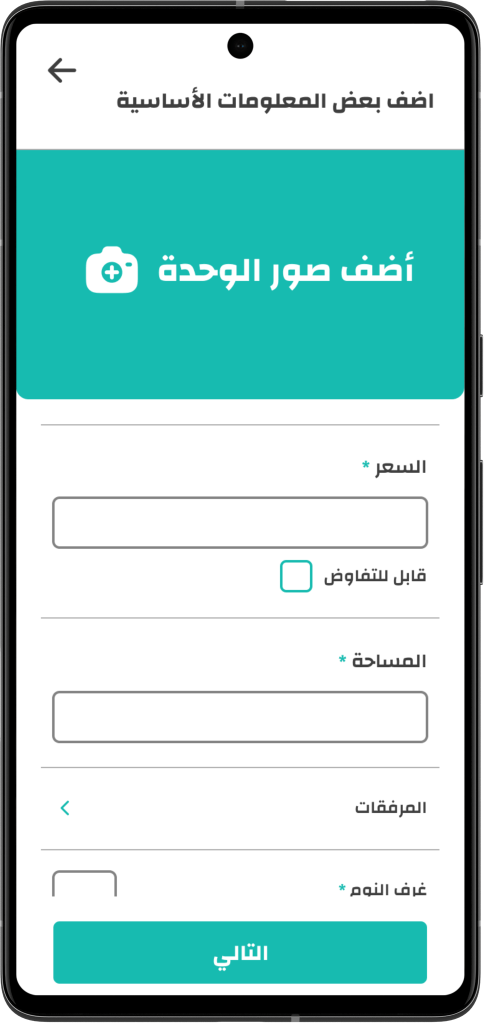 اضف بعض المعلومات الأساسية
أضف صور الوحدة
السعر *
قابل للتفاوض
المساحة *
المرفقات
غرف النوم *
التالي